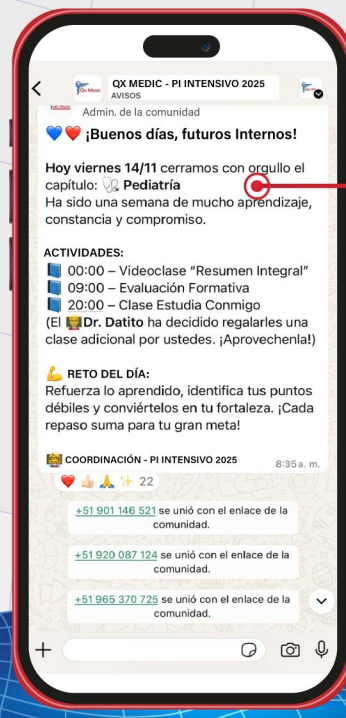 QX MEDIC - PI INTENSIVO 2025
AVISOS
Qx Medic
Admin. de la comunidad
💙❤️ ¡Buenos días, futuros Internos!
Hoy viernes 14/11 cerramos con orgullo el
capítulo: 🩺 Pediatría
Ha sido una semana de mucho aprendizaje,
constancia y compromiso.
ACTIVIDADES:
📘 00:00 – Videoclase “Resumen Integral”
📘 09:00 – Evaluación Formativa
📘 20:00 – Clase Estudia Conmigo
(El 👨‍🏫Dr. Datito ha decidido regalarles una
clase adicional por ustedes. ¡Aprovechenla!)
💪 RETO DEL DÍA:
Refuerza lo aprendido, identifica tus puntos
débiles y conviértelos en tu fortaleza. ¡Cada
repaso suma para tu gran meta!
👩‍🏫 COORDINACIÓN - PI INTENSIVO 2025
8:35 a. m.
❤️ 👍🏻 🙏 ✨ 22
+51 901 146 521 se unió con el enlace de la
comunidad.
+51 920 087 124 se unió con el enlace de la
comunidad.
+51 965 370 725 se unió con el enlace de la
comunidad.